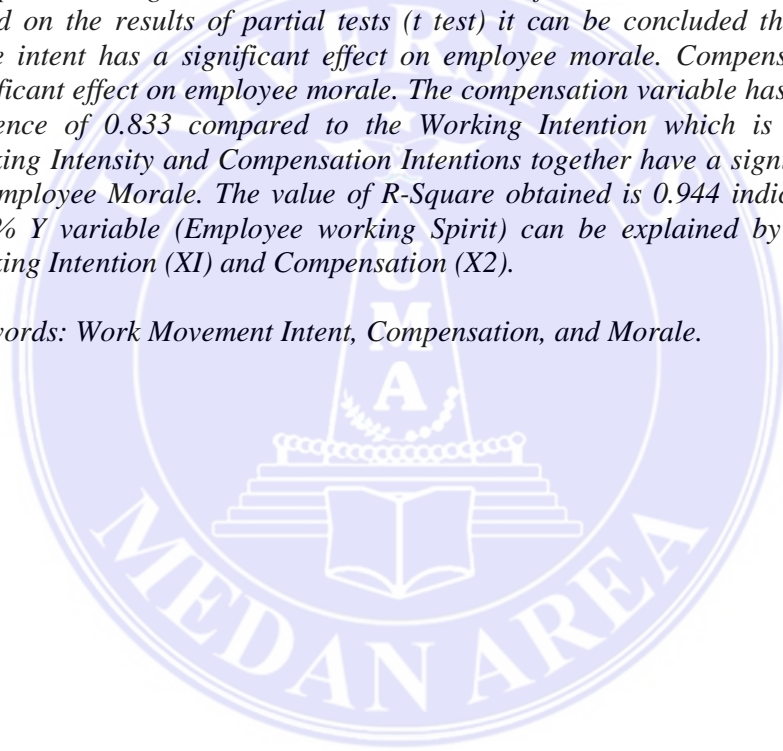 d on the results of partial tests (t test) it can be concluded th
e intent has a significant effect on employee morale. Compens
ficant effect on employee morale. The compensation variable has
ence of 0.833 compared to the Working Intention which is
king Intensity and Compensation Intentions together have a sign
mployee Morale. The value of R-Square obtained is 0.944 indic
% Y variable (Employee working Spirit) can be explained by
king Intention (XI) and Compensation (X2).
words: Work Movement Intent, Compensation, and Morale.
UNIVERSITAS
UMA
MEDAN AREA